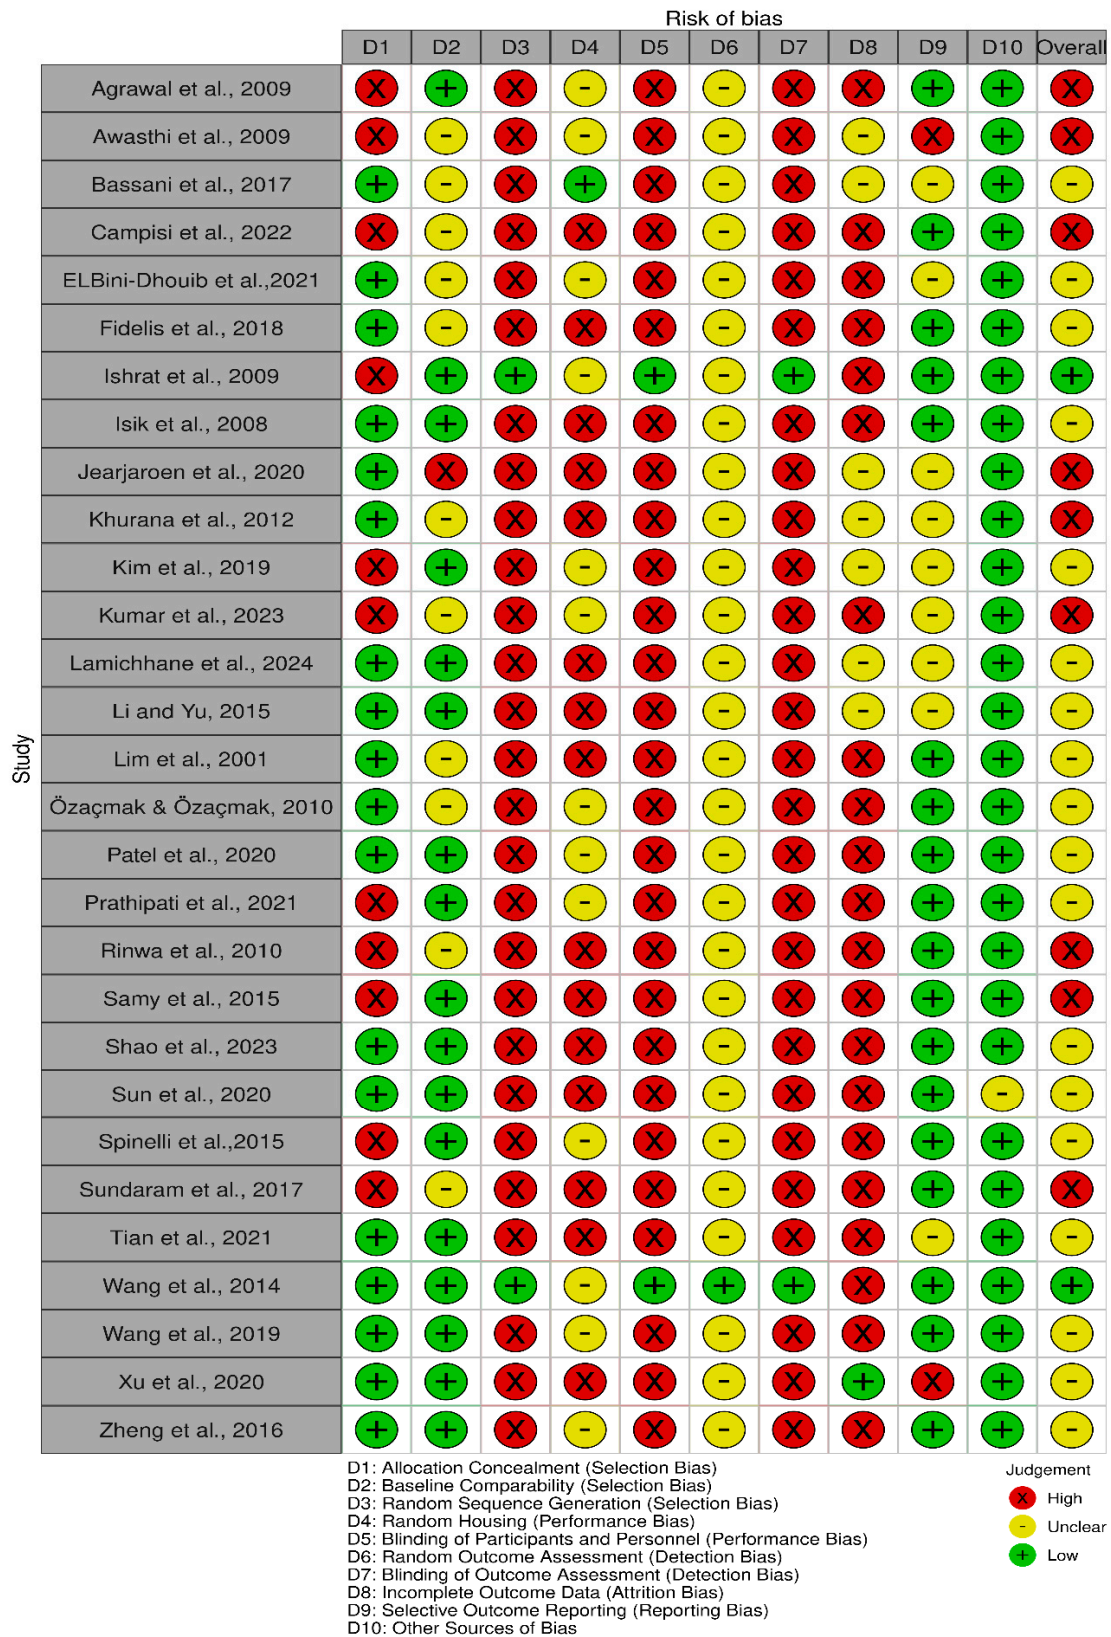 Risk of bias
D1 D2 D3 D4 D5 D6 D7 D8 D9 D10 Overall
Study
Agrawal et al., 2009 X + X - X - X X + + X
Awasthi et al., 2009 X - X - X - X - X + X
Bassani et al., 2017 + - X + X - X - - + -
Campisi et al., 2022 X - X X X - X X + + X
ELBini-Dhouib et al.,2021 + - X - X - X X - + -
Fidelis et al., 2018 + - X X X - X X + + -
Ishrat et al., 2009 X + + - + - + X + + +
Isik et al., 2008 + + X X X - X X + + -
Jearjaroen et al., 2020 + X X X X - X - - + X
Khurana et al., 2012 + - X X X - X - - + X
Kim et al., 2019 X + X - X - X - - + -
Kumar et al., 2023 X - X - X - X X - + X
Lamichhane et al., 2024 + + X X X - X - - + -
Li and Yu, 2015 + + X X X - X - - + -
Lim et al., 2001 + - X X X - X X + + -
Özaçmak & Özaçmak, 2010 + - X - X - X X + + -
Patel et al., 2020 + + X - X - X X + + -
Prathipati et al., 2021 X + X - X - X X + + -
Rinwa et al., 2010 X - X X X - X X + + X
Samy et al., 2015 X + X X X - X X + + X
Shao et al., 2023 + + X X X - X X + + -
Sun et al., 2020 + + X X X - X X + - -
Spinelli et al.,2015 X + X - X - X X + + -
Sundaram et al., 2017 X - X X X - X X + + X
Tian et al., 2021 + + X X X - X X - + -
Wang et al., 2014 + + + - + + + X + + +
Wang et al., 2019 + + X - X - X X + + -
Xu et al., 2020 + + X X X - X + X + -
Zheng et al., 2016 + + X - X - X X + + -
D1: Allocation Concealment (Selection Bias)
D2: Baseline Comparability (Selection Bias)
D3: Random Sequence Generation (Selection Bias)
D4: Random Housing (Performance Bias)
D5: Blinding of Participants and Personnel (Performance Bias)
D6: Random Outcome Assessment (Detection Bias)
D7: Blinding of Outcome Assessment (Detection Bias)
D8: Incomplete Outcome Data (Attrition Bias)
D9: Selective Outcome Reporting (Reporting Bias)
D10: Other Sources of Bias
Judgement
X High
- Unclear
+ Low